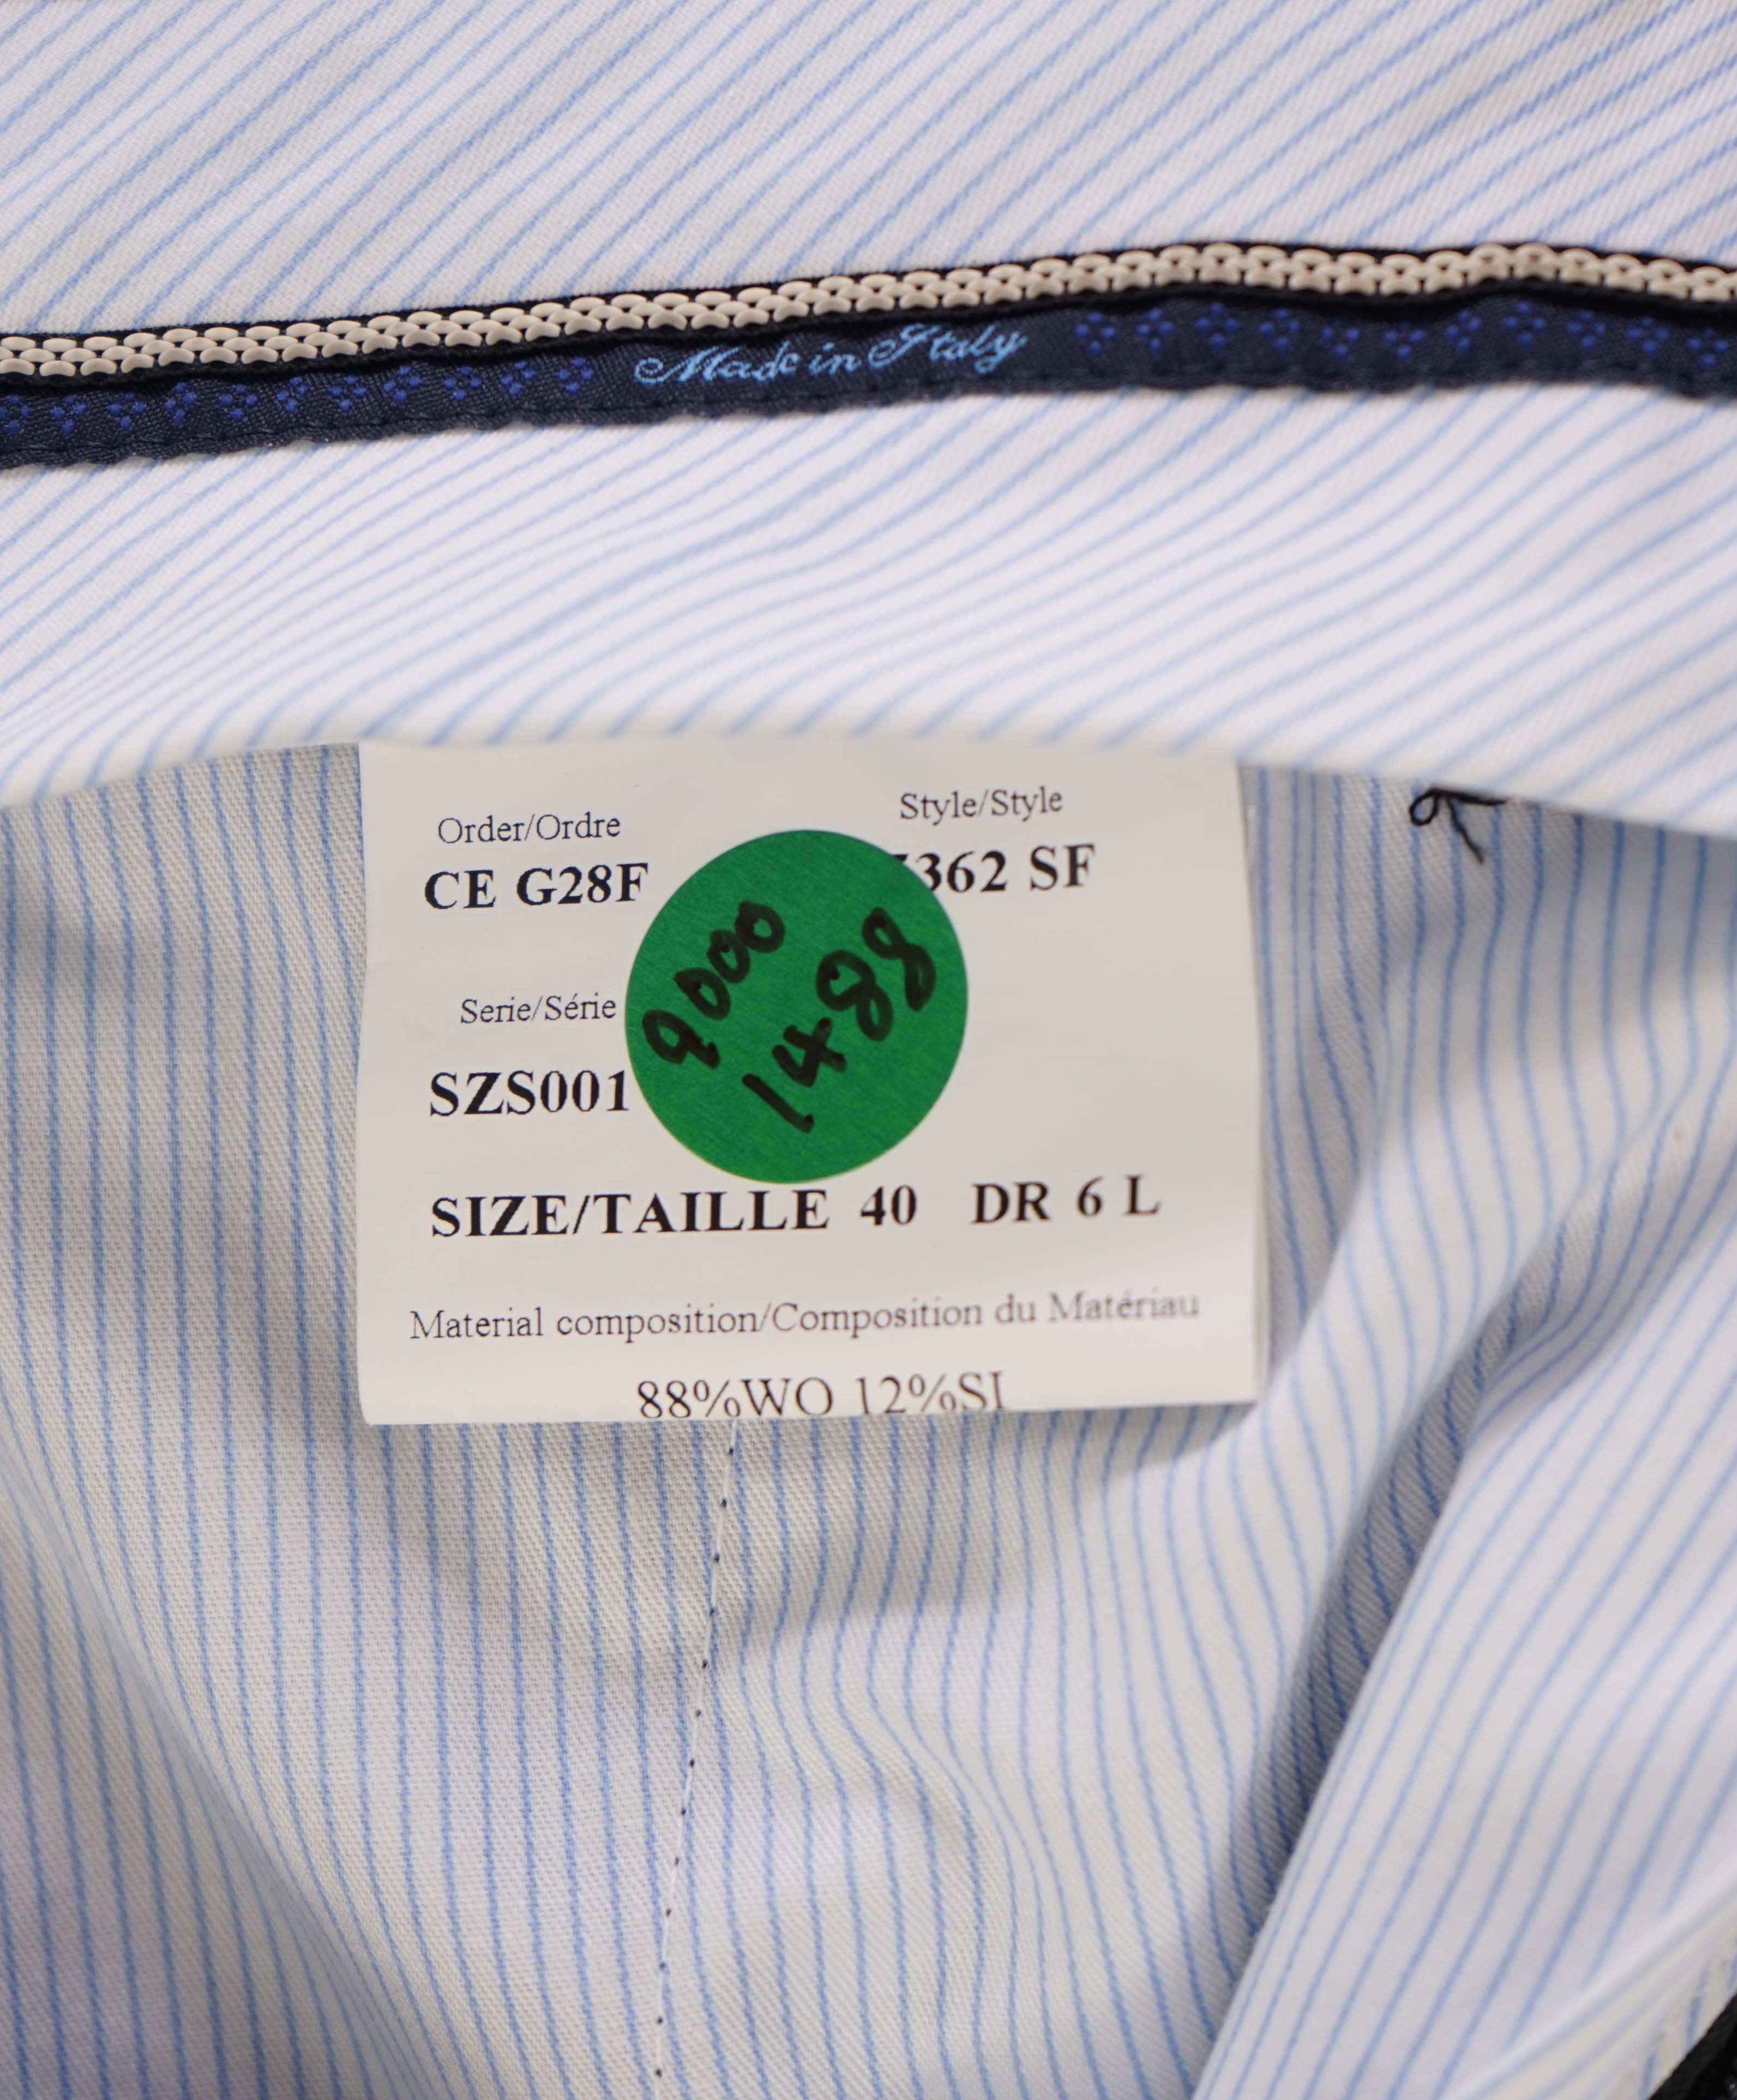 Made in Italy
Order/Ordre
Style/Style
CE G28F
362 SF
9000
1488
Serie/Série
SZS001
SIZE/TAILLE 40 DR 6 L
Material composition/Composition du Matériau
88%WO 12%SI